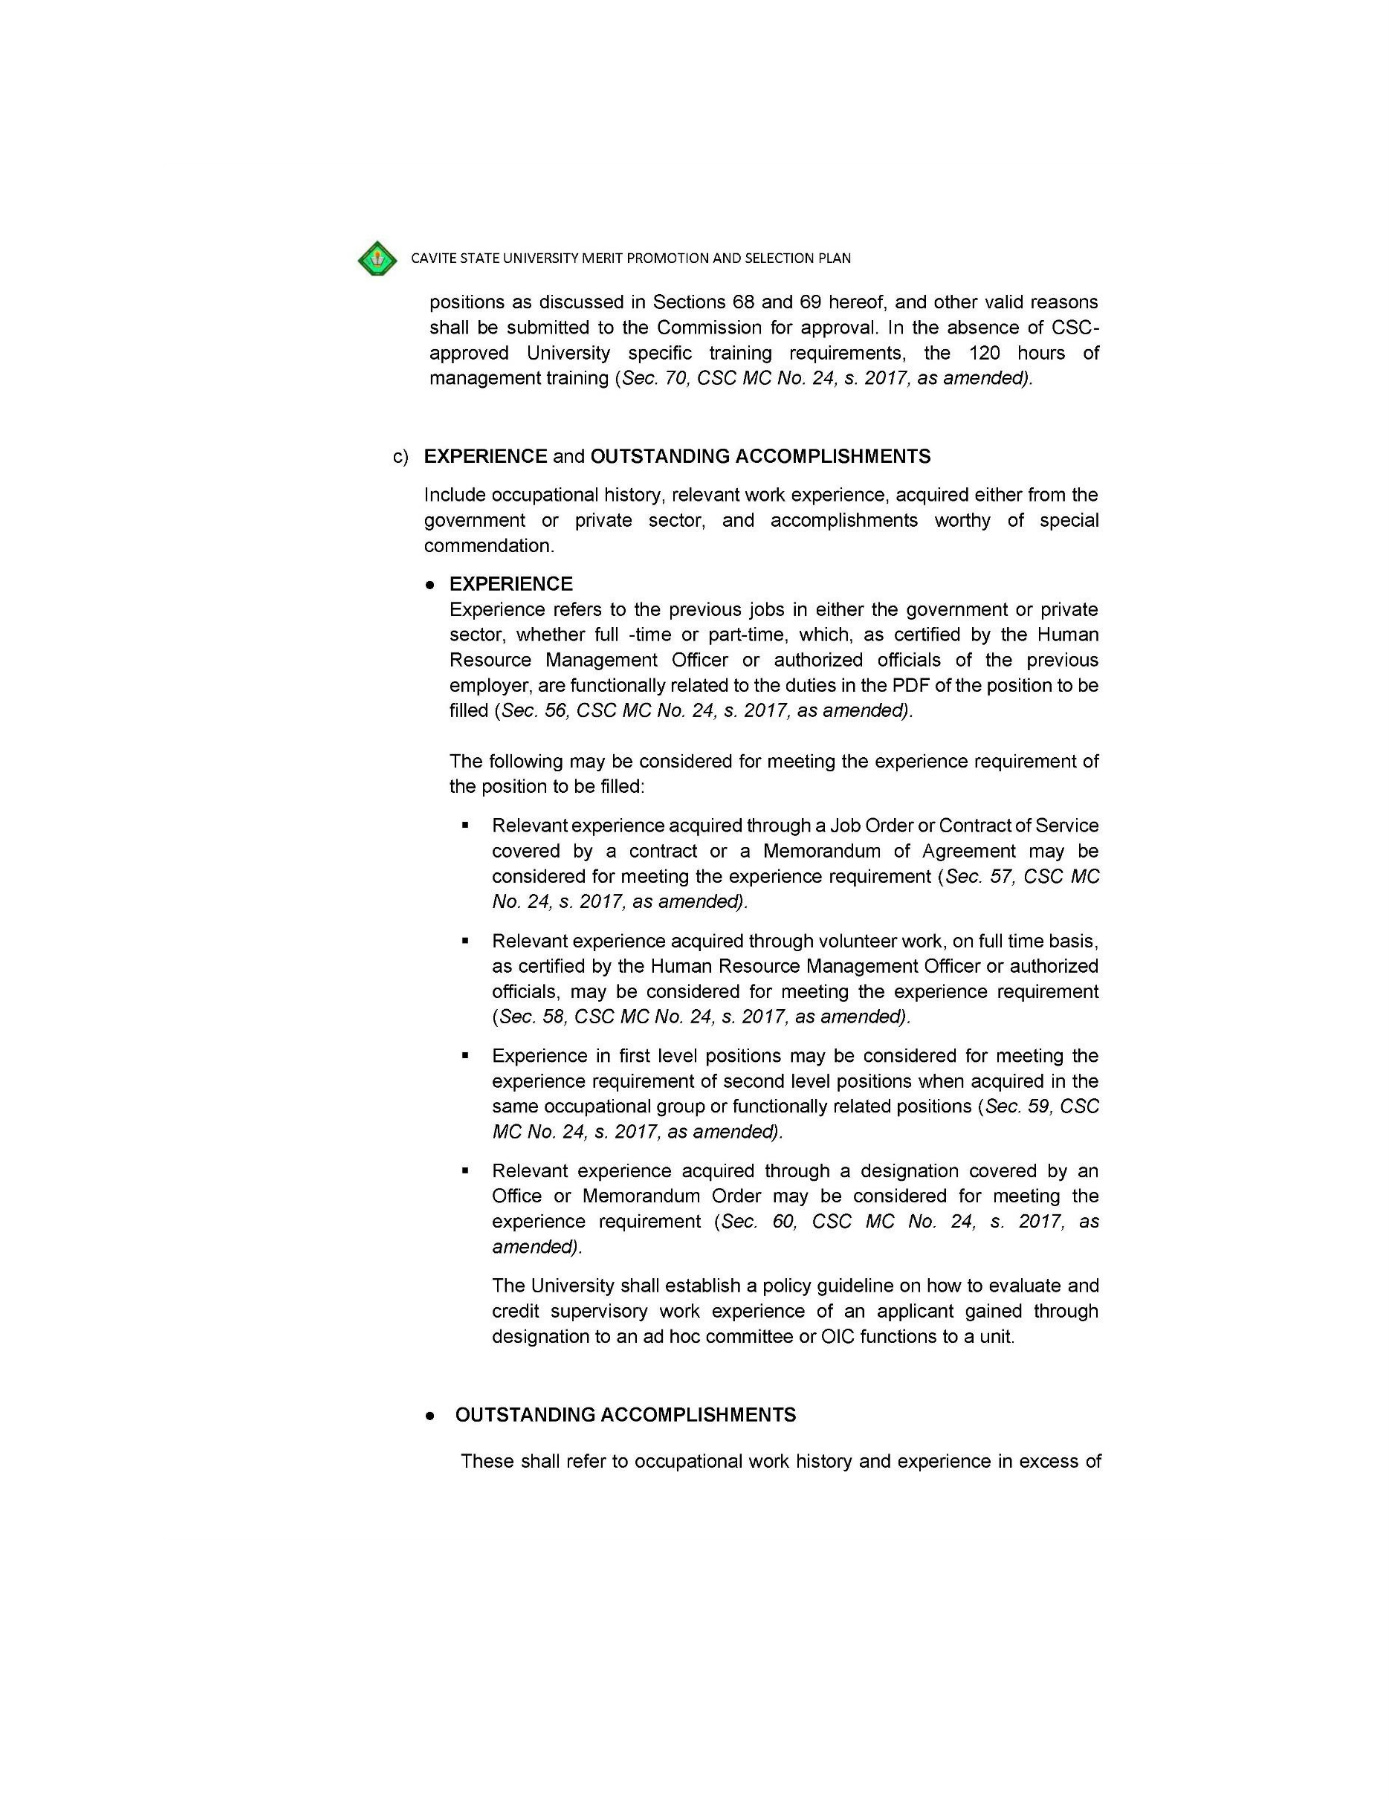 CAVITE STATE UNIVERSITY MERIT PROMOTION AND SELECTION PLAN
positions as discussed in Sections 68 and 69 hereof, and other valid reasons
shall be submitted to the Commission for approval. In the absence of CSC-
approved University specific training requirements, the 120 hours of
management training (Sec. 70, CSC MC No. 24, s. 2017, as amended).
c) EXPERIENCE and OUTSTANDING ACCOMPLISHMENTS
Include occupational history, relevant work experience, acquired either from the
government or private sector, and accomplishments worthy of special
commendation.
● EXPERIENCE
Experience refers to the previous jobs in either the government or private
sector, whether full -time or part-time, which, as certified by the Human
Resource Management Officer or authorized officials of the previous
employer, are functionally related to the duties in the PDF of the position to be
filled (Sec. 56, CSC MC No. 24, s. 2017, as amended).
The following may be considered for meeting the experience requirement of
the position to be filled:
▪ Relevant experience acquired through a Job Order or Contract of Service
covered by a contract or a Memorandum of Agreement may be
considered for meeting the experience requirement (Sec. 57, CSC MC
No. 24, s. 2017, as amended).
▪ Relevant experience acquired through volunteer work, on full time basis,
as certified by the Human Resource Management Officer or authorized
officials, may be considered for meeting the experience requirement
(Sec. 58, CSC MC No. 24, s. 2017, as amended).
▪ Experience in first level positions may be considered for meeting the
experience requirement of second level positions when acquired in the
same occupational group or functionally related positions (Sec. 59, CSC
MC No. 24, s. 2017, as amended).
▪ Relevant experience acquired through a designation covered by an
Office or Memorandum Order may be considered for meeting the
experience requirement (Sec. 60, CSC MC No. 24, s. 2017, as
amended).
The University shall establish a policy guideline on how to evaluate and
credit supervisory work experience of an applicant gained through
designation to an ad hoc committee or OIC functions to a unit.
● OUTSTANDING ACCOMPLISHMENTS
These shall refer to occupational work history and experience in excess of